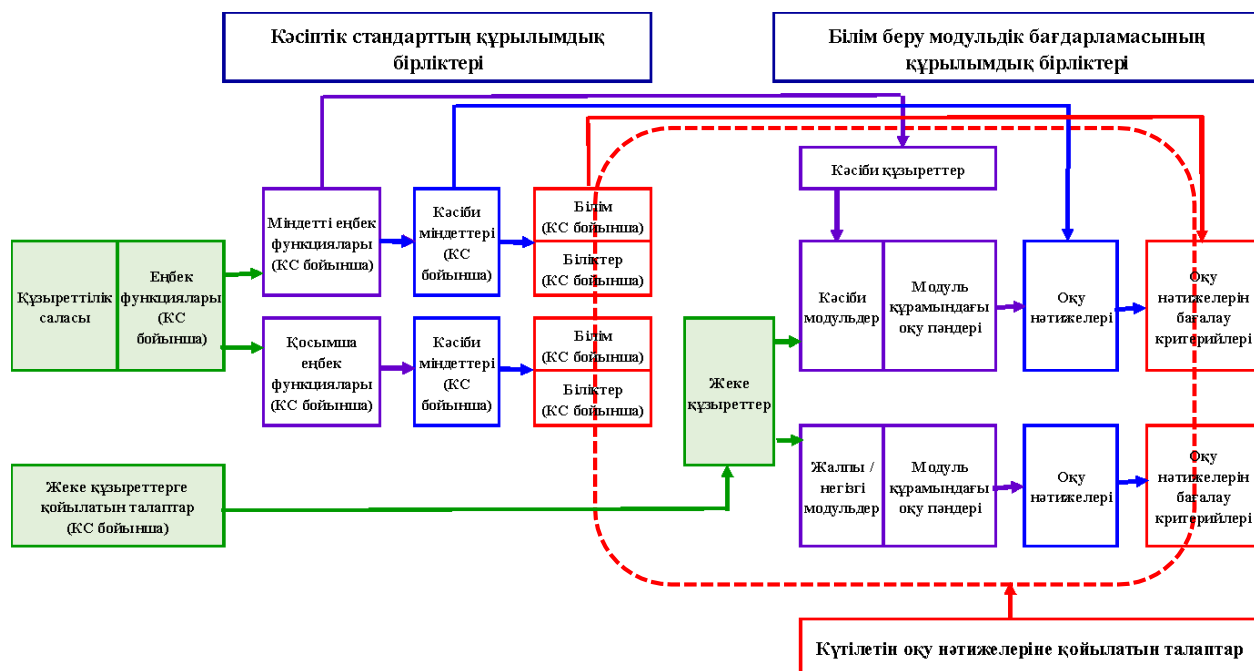 Кәсіптік стандарттың құрылымдық
бірліктері
Білім беру модульдік бағдарламасының
құрылымдық бірліктері
Кәсіби құзыреттер
Құзыреттілік
саласы
Еңбек
функциялары
(КС
бойынша)
Міндетті еңбек
функциялары
(КС бойынша)
Кәсіби
міндеттері
(КС
бойынша)
Білім
(КС бойынша)
Біліктер
(КС бойынша)
Қосымша
еңбек
функциялары
(КС бойынша)
Кәсіби
міндеттері
(КС
бойынша)
Білім
(КС бойынша)
Біліктер
(КС бойынша)
Жеке
құзыреттер
Кәсіби
модульдер
Модуль
құрамындағы
оқу пәндері
Оқу
нәтижелері
Оқу
нәтижелерін
бағалау
критерийлері
Жеке құзыреттерге
қойылатын талаптар
(КС бойынша)
Жалпы /
негізгі
модульдер
Модуль
құрамындағы
оқу пәндері
Оқу
нәтижелері
Оқу
нәтижелерін
бағалау
критерийлері
Күтілетін оқу нәтижелеріне қойылатын талаптар